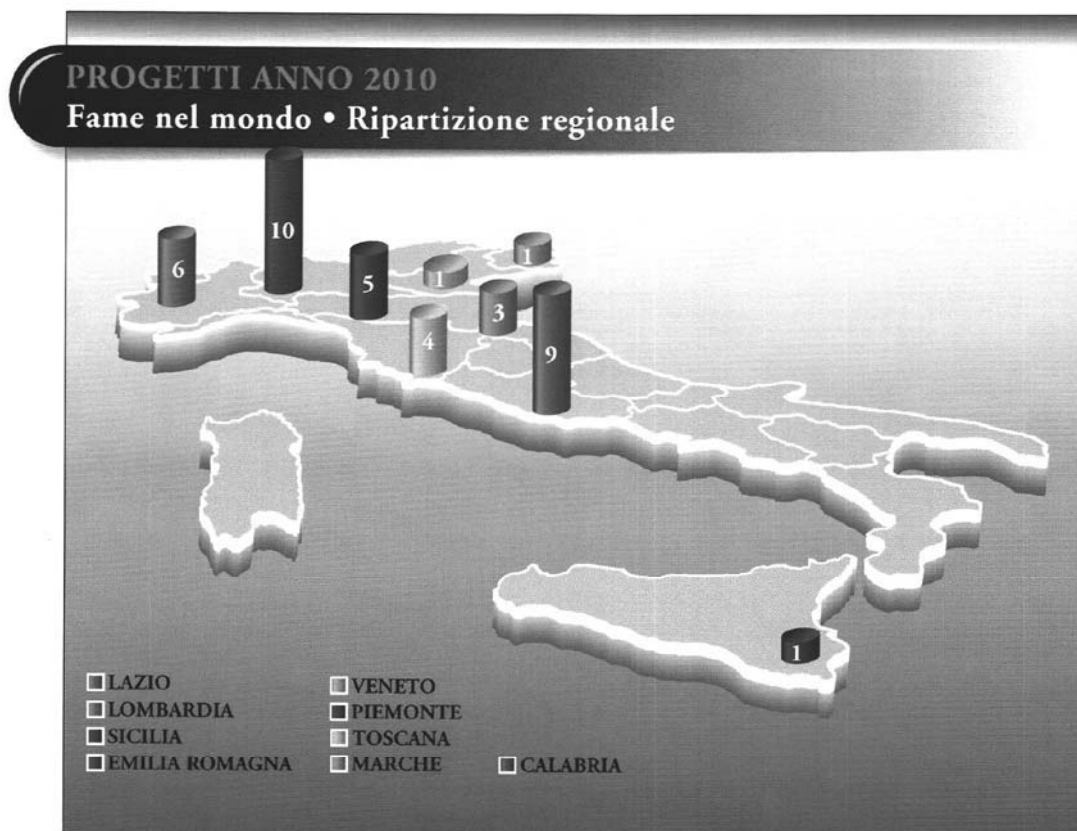 PROGETTI ANNO 2010
Fame nel mondo • Ripartizione regionale
10
6
5
1
1
3
4
9
1
LAZIO
LOMBARDIA
SICILIA
EMILIA ROMAGNA
VENETO
PIEMONTE
TOSCANA
MARCHE
CALABRIA